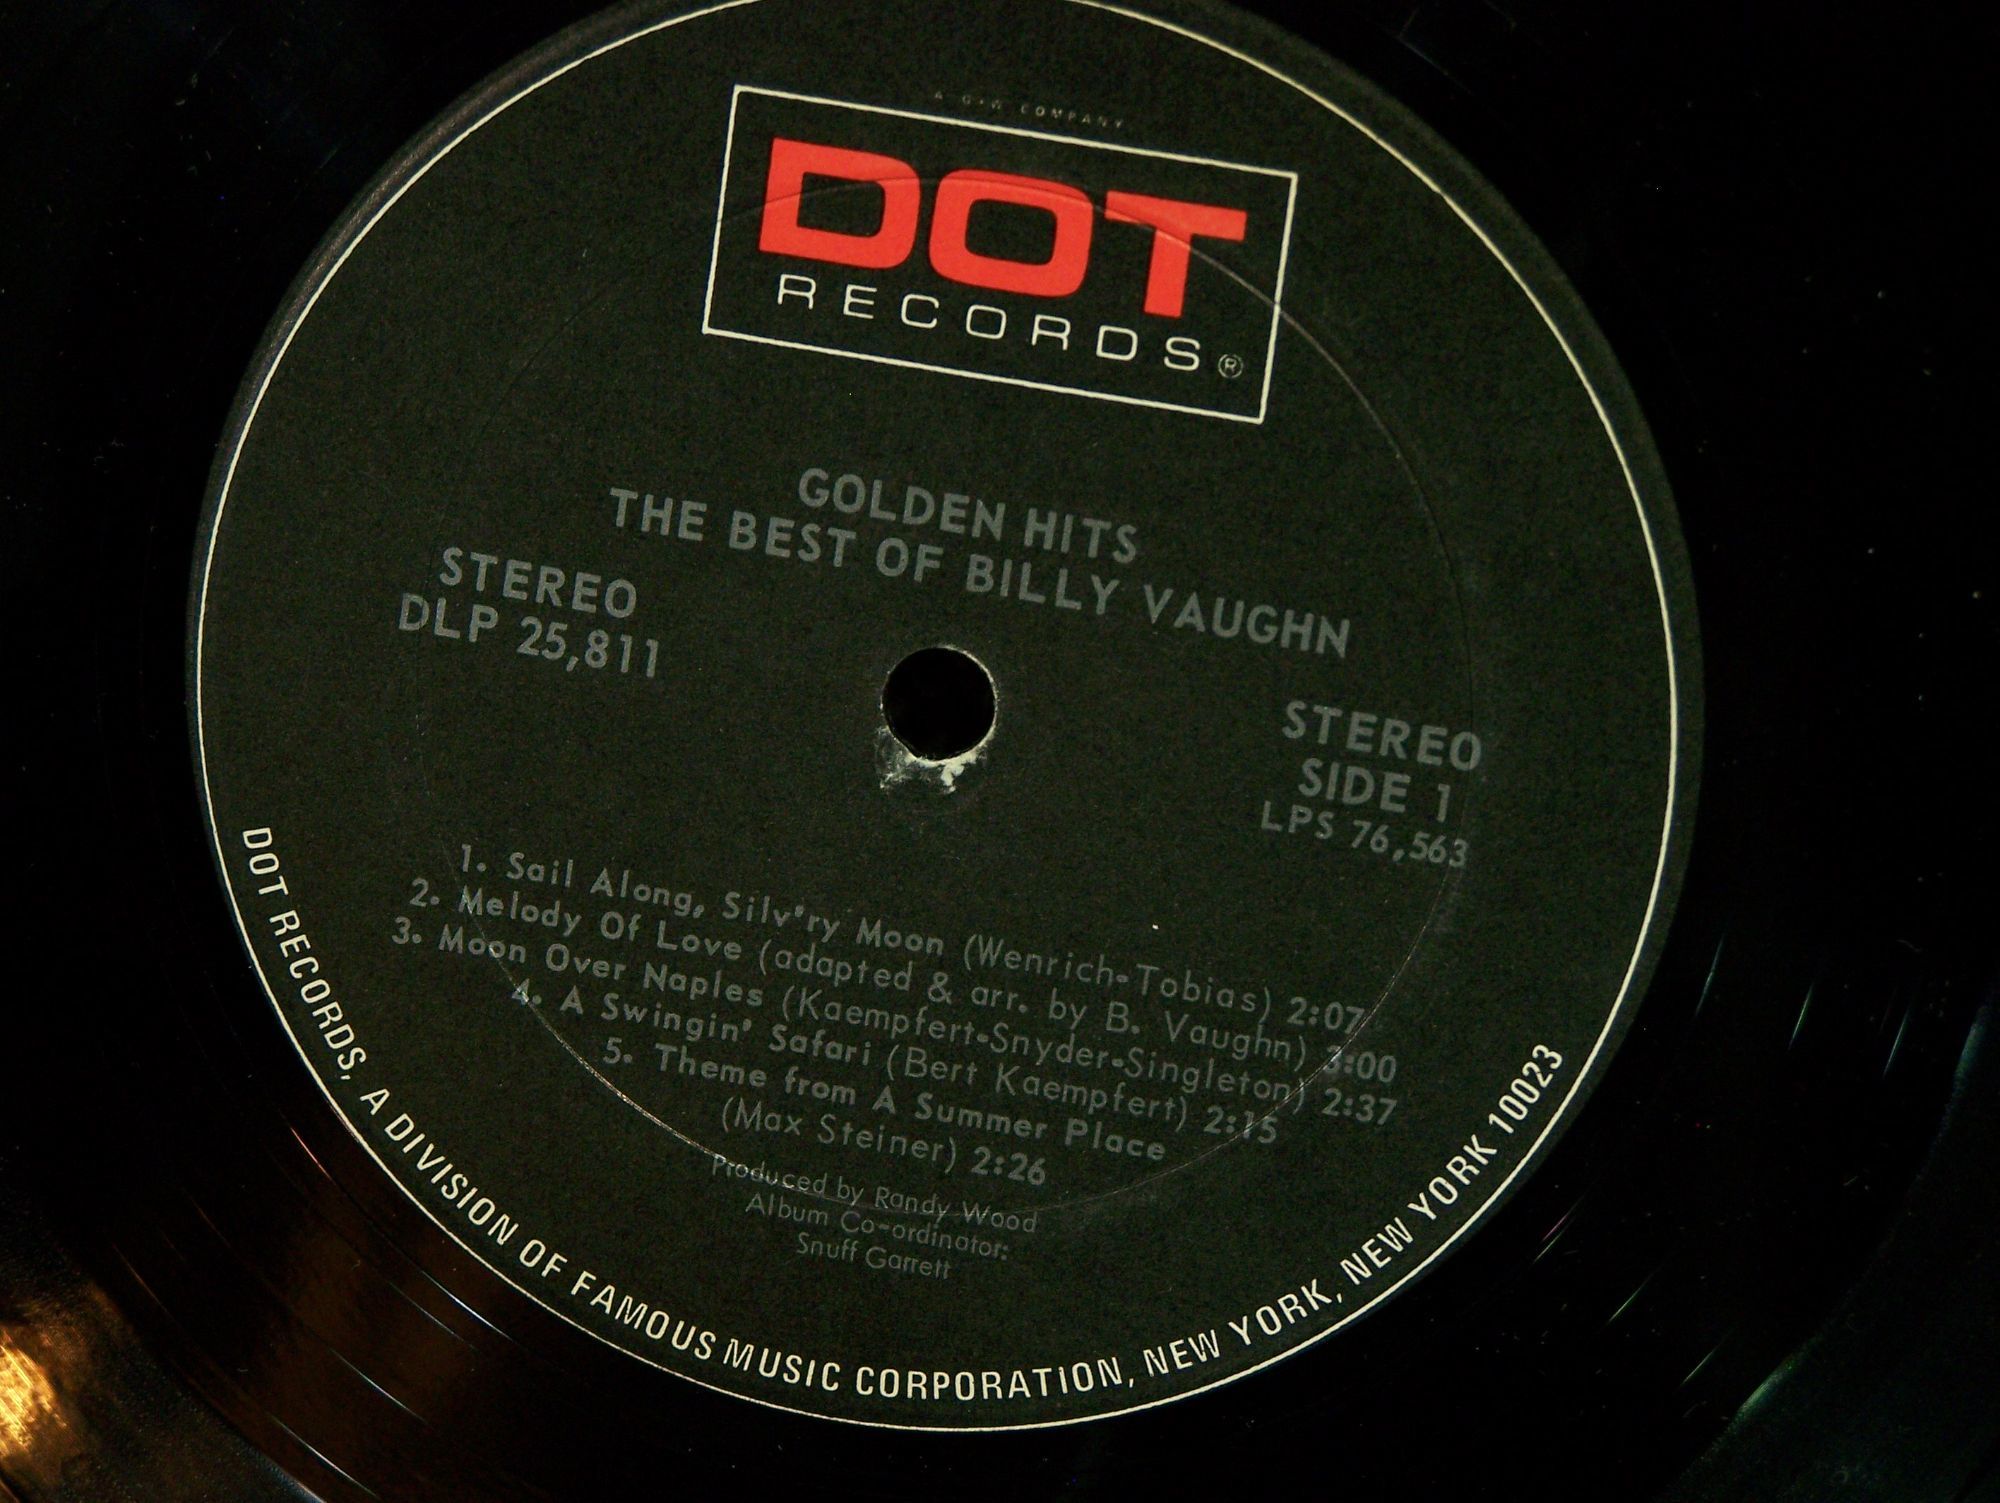 A G+W COMPANY
DOT
RECORDS®
GOLDEN HITS
THE BEST OF BILLY VAUGHN
STEREO
DLP 25,811
STEREO
SIDE 1
LPS 76,563
1. Sail Along, Silv'ry Moon (Wenrich-Tobias) 2:07
2. Melody Of Love (adapted & arr. by B. Vaughn) 3:00
3. Moon Over Naples (Kaempfert-Snyder-Singleton) 2:37
4. A Swingin' Safari (Bert Kaempfert) 2:15
5. Theme from A Summer Place
(Max Steiner) 2:26
Produced by Randy Wood
Album Co-ordinator:
Snuff Garrett
DOT RECORDS, A DIVISION OF FAMOUS MUSIC CORPORATION, NEW YORK, NEW YORK 10023